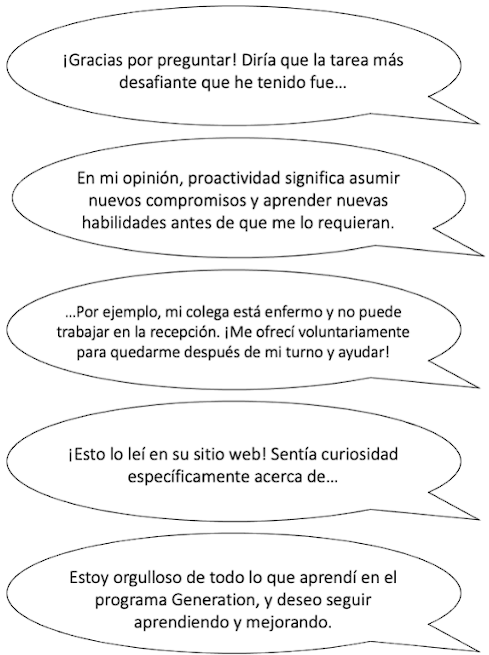 ¡Gracias por preguntar! Diría que la tarea más
desafiante que he tenido fue...
En mi opinión, proactividad significa asumir
nuevos compromisos y aprender nuevas
habilidades antes de que me lo requieran.
...Por ejemplo, mi colega está enfermo y no puede
trabajar en la recepción. ¡Me ofrecí voluntariamente
para quedarme después de mi turno y ayudar!
¡Esto lo leí en su sitio web! Sentía curiosidad
específicamente acerca de...
Estoy orgulloso de todo lo que aprendí en el
programa Generation, y deseo seguir
aprendiendo y mejorando.